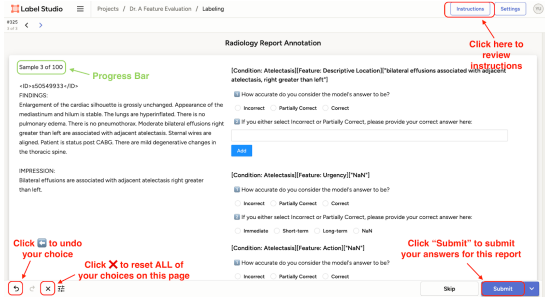 Label Studio
Projects / Dr. A Feature Evaluation / Labeling
Instructions
Settings
#325
3 of 3
Radiology Report Annotation
Click here to
review
instructions
Sample 3 of 100
Progress Bar
<ID>s50549933</ID>
FINDINGS:
Enlargement of the cardiac silhouette is grossly unchanged. Appearance of the
mediastinum and hilum is stable. The lungs are hyperinflated. There is no
pulmonary edema. There is no pneumothorax. Moderate bilateral effusions right
greater than left are associated with adjacent atelectasis. Sternal wires are
aligned. Patient is status post CABG. There are mild degenerative changes in
the thoracic spine.
IMPRESSION:
Bilateral effusions are associated with adjacent atelectasis right greater
than left.
[Condition: Atelectasis][Feature: Descriptive Location]["bilateral effusions associated with adjacent
atelectasis, right greater than left"]
How accurate do you consider the model's answer to be?
Incorrect Partially Correct Correct
If you either select Incorrect or Partially Correct, please provide your correct answer here:
Add
[Condition: Atelectasis][Feature: Urgency]["NaN"]
How accurate do you consider the model's answer to be?
Incorrect Partially Correct Correct
If you either select Incorrect or Partially Correct, please provide your correct answer here:
Immediate Short-term Long-term NaN
[Condition: Atelectasis][Feature: Action]["NaN"]
How accurate do you consider the model's answer to be?
Incorrect Partially Correct Correct
Click to undo
your choice
Click ❌ to reset ALL of
your choices on this page
Click "Submit" to submit
your answers for this report
Skip
Submit